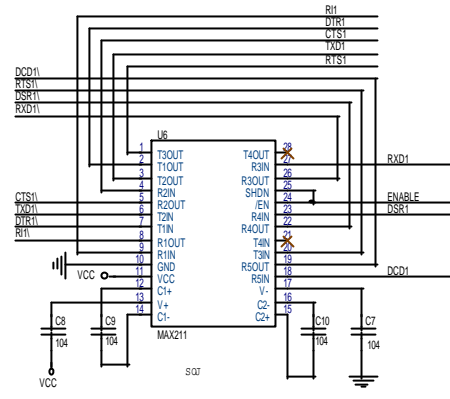 RI1
DTR1
CTS1
TXD1
RTS1
DCD1\
RTS1\
DSR1\
RXD1\
U6
1 T3OUT T4OUT 28
2 T1OUT R3IN 27 RXD1
3 T2OUT R3OUT 26
4 R2IN SHDN 25
CTS1\ 5 R2OUT /EN 24 ENABLE
TXD1\ 6 T2IN R4IN 23 DSR1
DTR1\ 7 T1IN R4OUT 22
RI1\ 8 R1OUT T4IN 21
9 R1IN T3IN 20
10 GND R5OUT 19
VCC 11 VCC R5IN 18 DCD1
12 C1+ V- 17
13 V+ C2- 16
14 C1- C2+ 15
C8 C9 C10 C7
104 104 104 104
MAX211
VCC